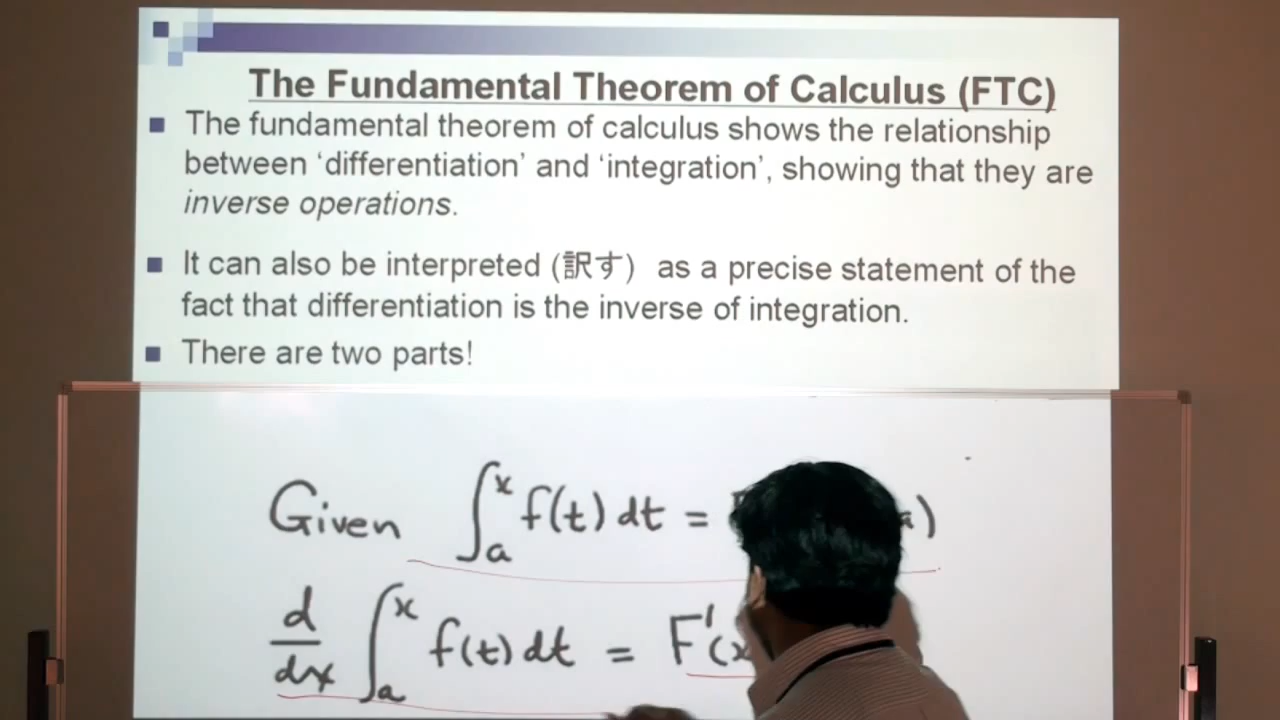 The Fundamental Theorem of Calculus (FTC)
The fundamental theorem of calculus shows the relationship
between ‘differentiation’ and ‘integration’, showing that they are
inverse operations.
It can also be interpreted (訳す) as a precise statement of the
fact that differentiation is the inverse of integration.
There are two parts!
Given ∫ₐˣ f(t) dt =
d/dx ∫ₐˣ f(t) dt = F'(x